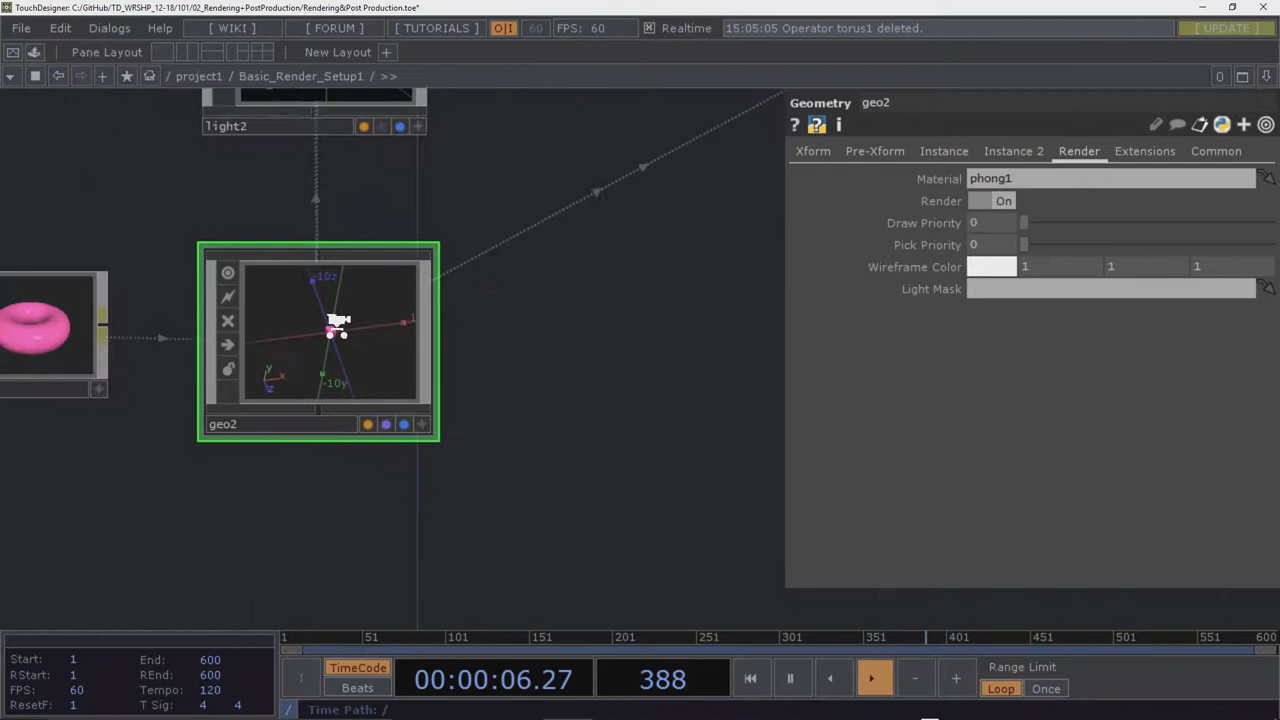 TouchDesigner: C:/GitHub/TD_WRSHP_12-18/101/02_Rendering+PostProduction/Rendering&Post Production.toe*
File Edit Dialogs [ WIKI ] [ FORUM ] [ TUTORIALS ] O|I 60 FPS: 60 Realtime 15:05:05 Operator torus1 deleted. [ UPDATE ]
Pane Layout New Layout +
/ project1 / Basic_Render_Setup1 / >> 0
Geometry geo2
? ? i
Xform Pre-Xform Instance Instance 2 Render Extensions Common
light2
Material phong1
Render On
Draw Priority 0
Pick Priority 0
Wireframe Color 1 1 1
Light Mask
-10z
1
y x
z
-10y
geo2
1 51 101 151 201 251 301 351 401 451 501 551 600
Start: 1 End: 600
RStart: 1 REnd: 600
FPS: 60 Tempo: 120
ResetF: 1 T Sig: 4 4
1 TimeCode
Beats
00:00:06.27 388
Range Limit
Loop Once
/ Time Path: /